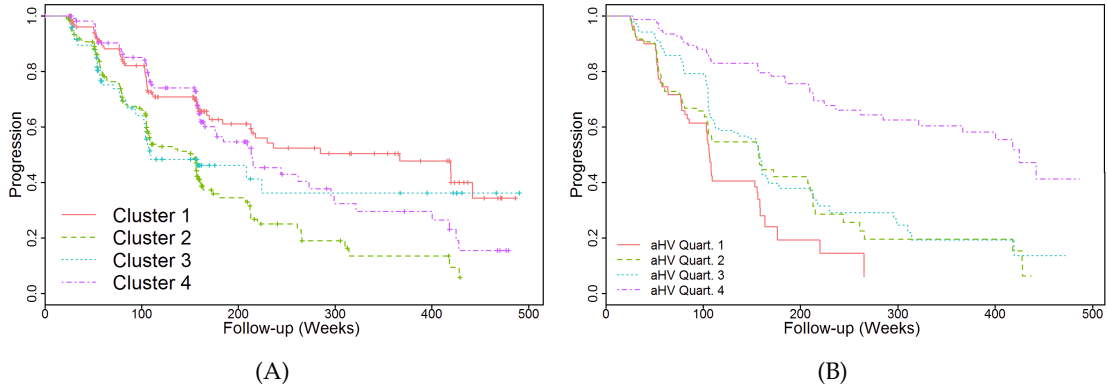 1.0
0.8
0.6
0.4
0.2
0.0
Progression
Cluster 1
Cluster 2
Cluster 3
Cluster 4
0 100 200 300 400 500
Follow-up (Weeks)
(A)
1.0
0.8
0.6
0.4
0.2
0.0
Progression
aHV Quart. 1
aHV Quart. 2
aHV Quart. 3
aHV Quart. 4
0 100 200 300 400 500
Follow-up (Weeks)
(B)